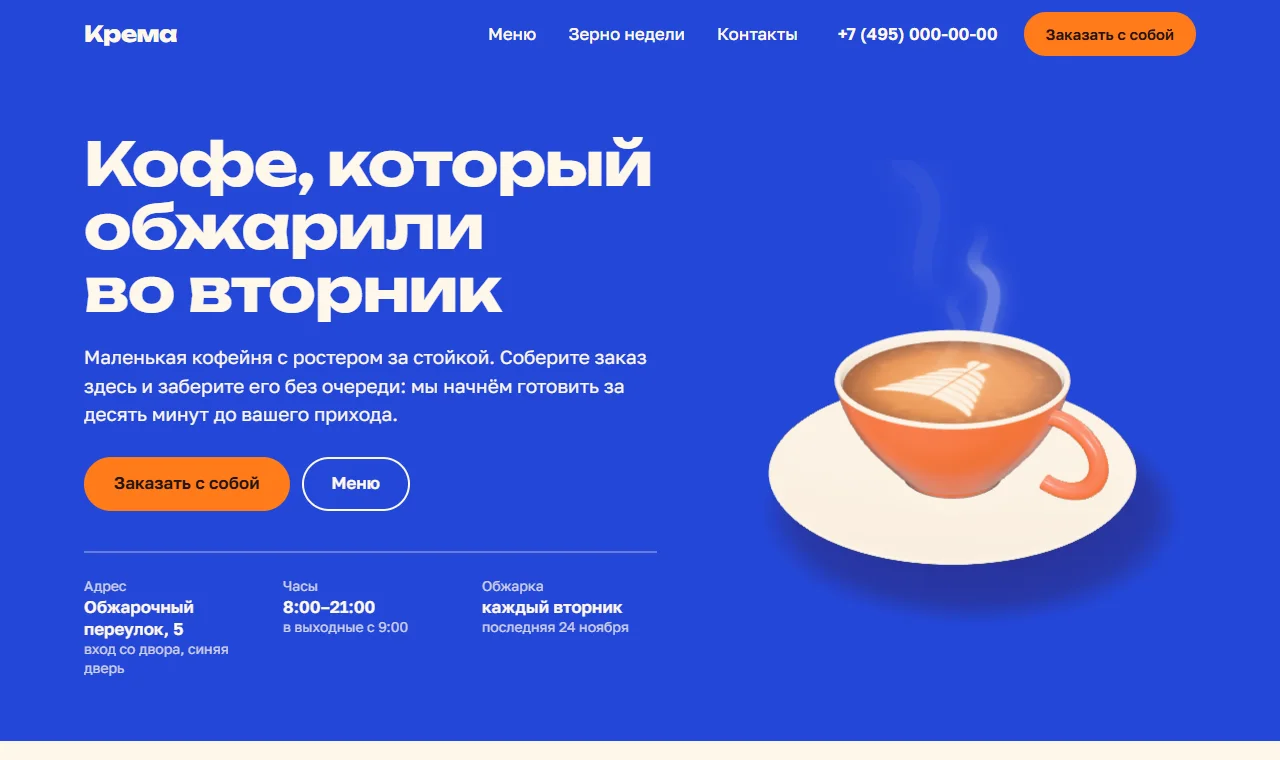 Крема
Меню
Зерно недели
Контакты
+7 (495) 000-00-00
Заказать с собой
Кофе, который
обжарили
во вторник
Маленькая кофейня с ростером за стойкой. Соберите заказ
здесь и заберите его без очереди: мы начнём готовить за
десять минут до вашего прихода.
Заказать с собой
Меню
Адрес
Обжарочный
переулок, 5
вход со двора, синяя
дверь
Часы
8:00–21:00
в выходные с 9:00
Обжарка
каждый вторник
последняя 24 ноября